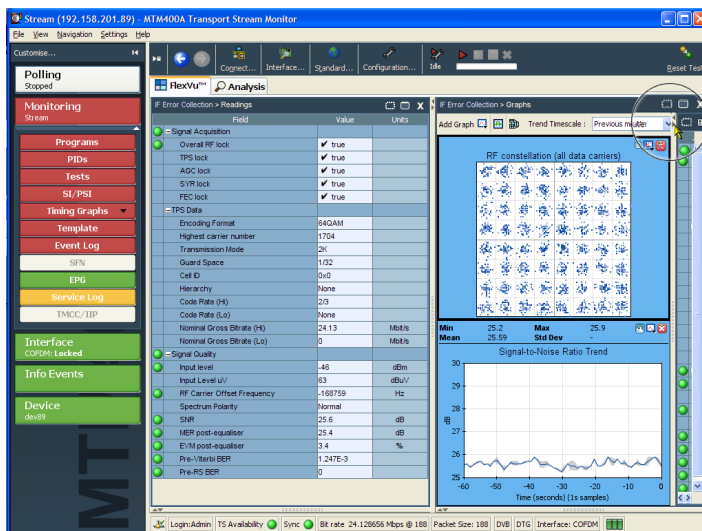 Stream (192.158.201.89) - MTM400A Transport Stream Monitor
File View Navigation Settings Help
Customise...
Connect... Interface... Standard... Configuration... Idle Reset Test
Polling
Stopped
Monitoring
Stream
Programs
PIDs
Tests
SI/PSI
Timing Graphs
Template
Event Log
SFN
EPG
Service Log
TMCC/IIP
Interface
COFDM: Locked
Info Events
Device
dev89
FlexVu™ Analysis
IF Error Collection > Readings
Field Value Units
Signal Acquisition
Overall RF lock true
TPS lock true
AGC lock true
SYR lock true
FEC lock true
TPS Data
Encoding Format 64QAM
Highest carrier number 1704
Transmission Mode 2K
Guard Space 1/32
Cell ID 0x0
Hierarchy None
Code Rate (Hi) 2/3
Code Rate (Lo) None
Nominal Gross Bitrate (Hi) 24.13 Mbit/s
Nominal Gross Bitrate (Lo) 0 Mbit/s
Signal Quality
Input level -46 dBm
Input Level uV 63 dBuV
RF Carrier Offset Frequency -168759 Hz
Spectrum Polarity Normal
SNR 25.6 dB
MER post-equaliser 25.4 dB
EVM post-equaliser 3.4 %
Pre-Viterbi BER 1.247E-3
Pre-RS BER 0
IF Error Collection > Graphs
Add Graph Trend Timescale : Previous minute
RF constellation (all data carriers)
Min 25.2 Max 25.9
Mean 25.59 Std Dev -
Signal-to-Noise Ratio Trend
30
29
28
27
26
25
dB
-60 -50 -40 -30 -20 -10 0
Time (seconds) (1s samples)
Login:Admin TS Availability Sync Bit rate 24.128656 Mbps @ 188 Packet Size: 188 DVB DTG Interface: COFDM